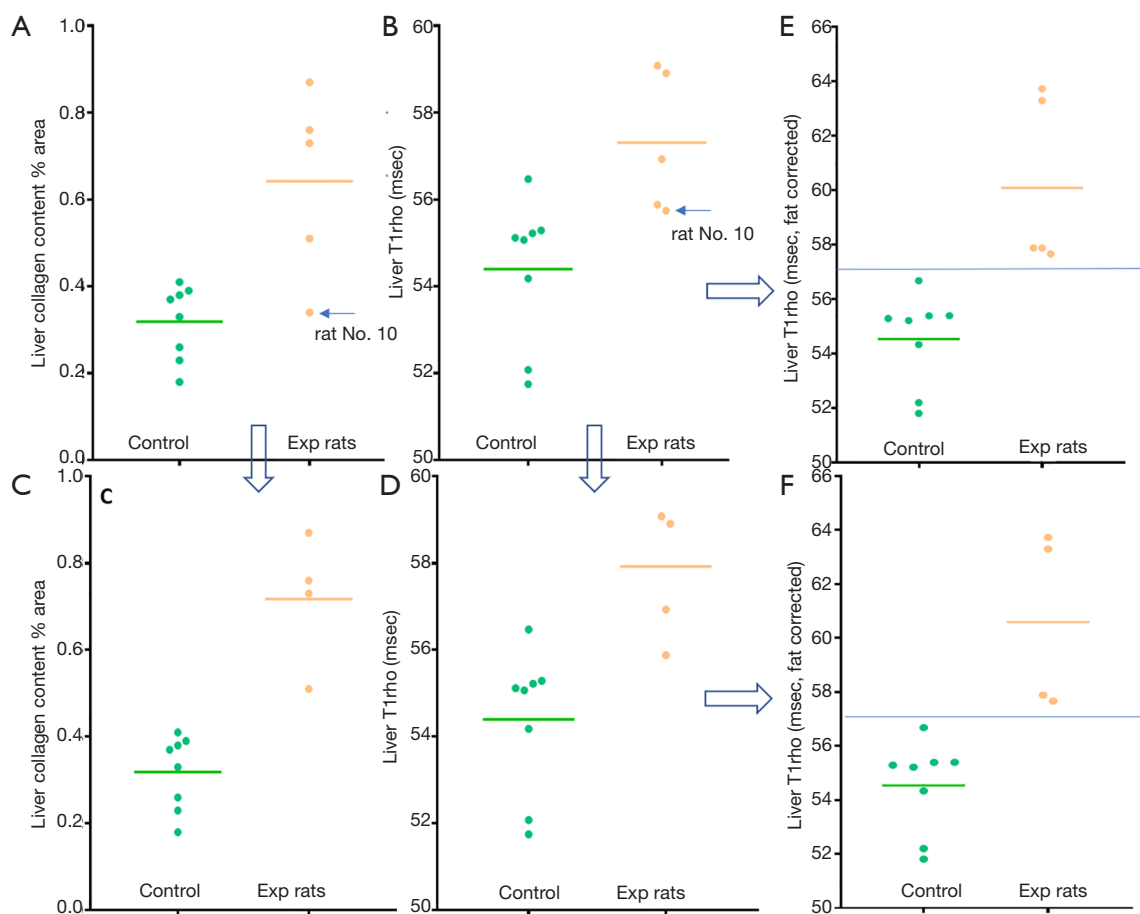 A
Liver collagen content % area
1.0
0.8
0.6
0.4
0.2
0.0
rat No. 10
Control
Exp rats
B
Liver T1rho (msec)
60
58
56
54
52
50
rat No. 10
Control
Exp rats
E
Liver T1rho (msec, fat corrected)
66
64
62
60
58
56
54
52
50
Control
Exp rats
C
c
Liver collagen content % area
1.0
0.8
0.6
0.4
0.2
0.0
Control
Exp rats
D
Liver T1rho (msec)
60
58
56
54
52
50
Control
Exp rats
F
Liver T1rho (msec, fat corrected)
66
64
62
60
58
56
54
52
50
Control
Exp rats